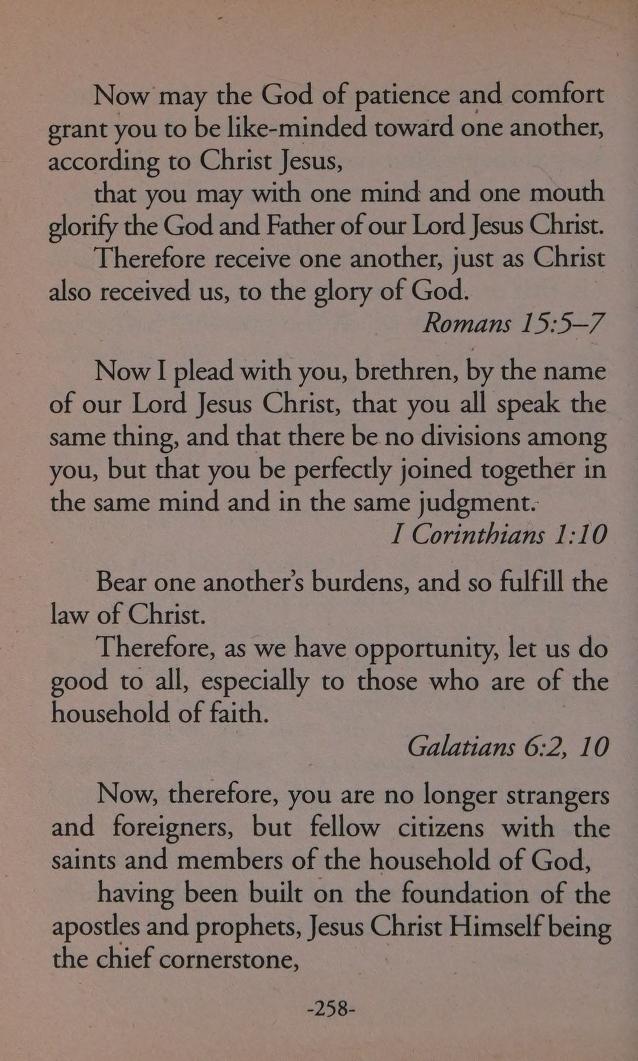 Now may the God of patience and comfort
grant you to be like-minded toward one another,
according to Christ Jesus,
that you may with one mind and one mouth
glorify the God and Father of our Lord Jesus Christ.
Therefore receive one another, just as Christ
also received us, to the glory of God.
Romans 15:5–7
Now I plead with you, brethren, by the name
of our Lord Jesus Christ, that you all speak the
same thing, and that there be no divisions among
you, but that you be perfectly joined together in
the same mind and in the same judgment.
I Corinthians 1:10
Bear one another's burdens, and so fulfill the
law of Christ.
Therefore, as we have opportunity, let us do
good to all, especially to those who are of the
household of faith.
Galatians 6:2, 10
Now, therefore, you are no longer strangers
and foreigners, but fellow citizens with the
saints and members of the household of God,
having been built on the foundation of the
apostles and prophets, Jesus Christ Himself being
the chief cornerstone,
-258-